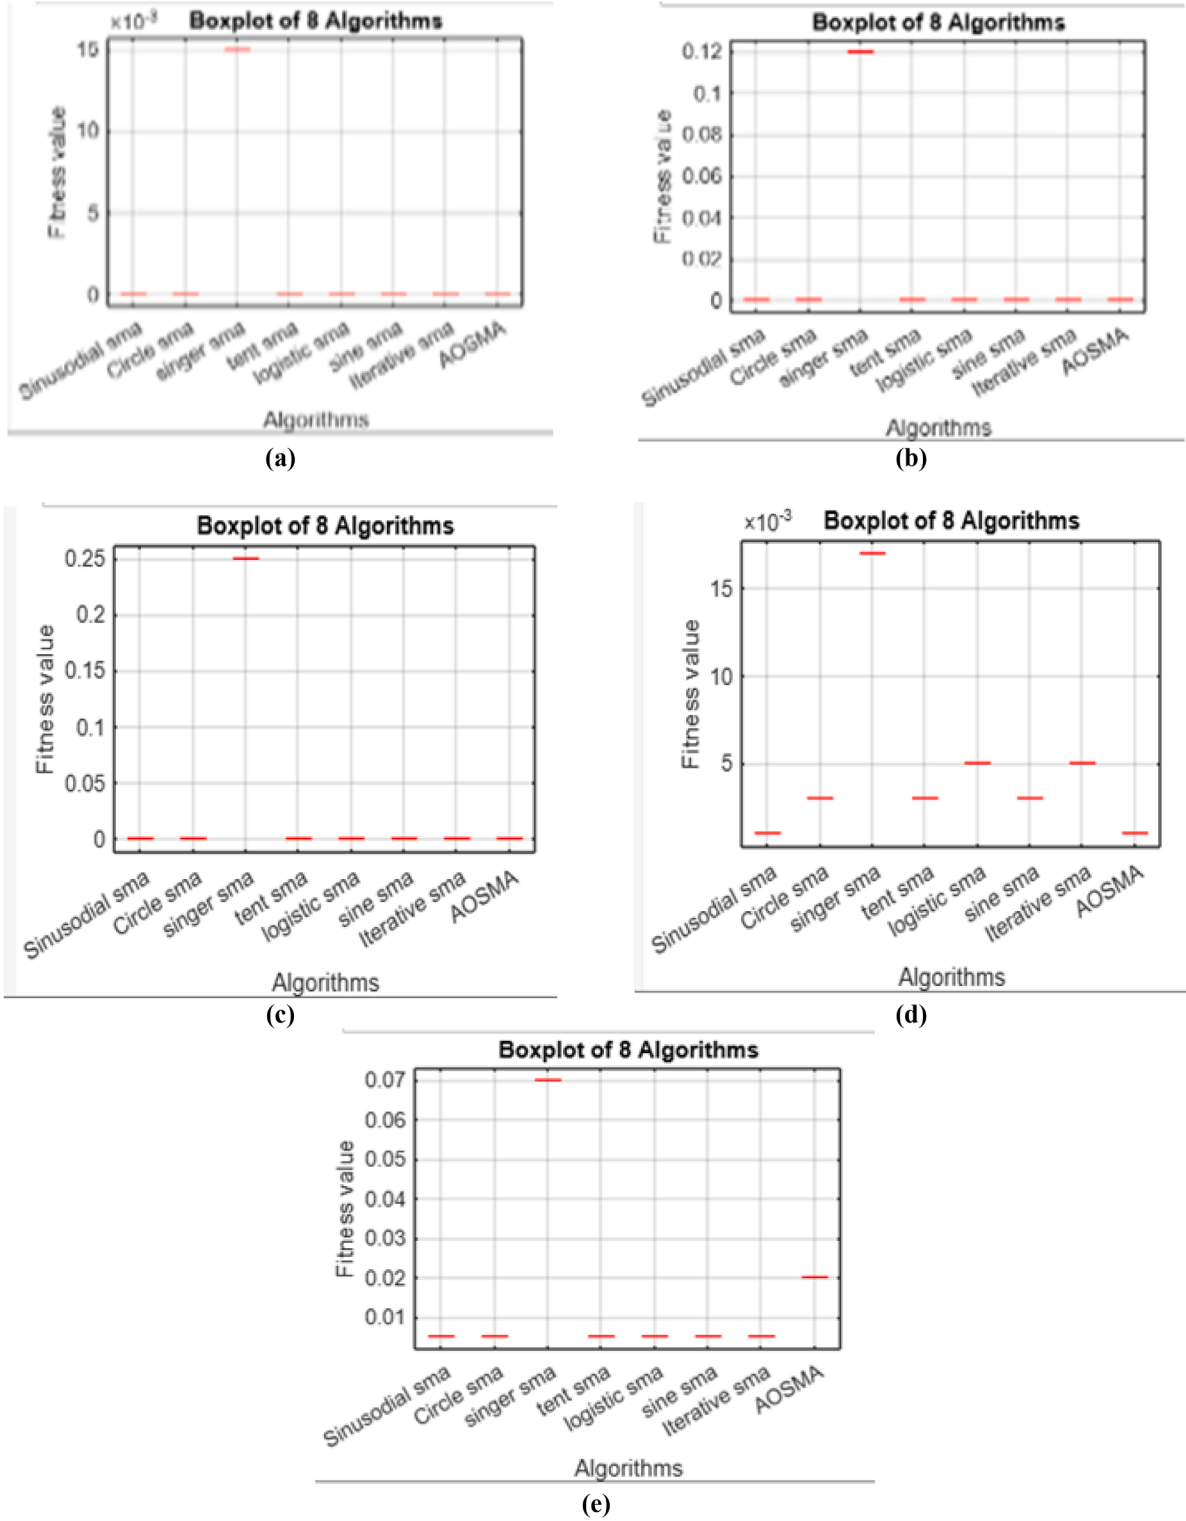 ×10-3 Boxplot of 8 Algorithms
15
10
5
0
Fitness value
Sinusodial sma
Circle sma
singer sma
tent sma
logistic sma
sine sma
Iterative sma
AOSMA
Algorithms
(a)
Boxplot of 8 Algorithms
0.12
0.1
0.08
0.06
0.04
0.02
0
Fitness value
Sinusodial sma
Circle sma
singer sma
tent sma
logistic sma
sine sma
Iterative sma
AOSMA
Algorithms
(b)
Boxplot of 8 Algorithms
0.25
0.2
0.15
0.1
0.05
0
Fitness value
Sinusodial sma
Circle sma
singer sma
tent sma
logistic sma
sine sma
Iterative sma
AOSMA
Algorithms
(c)
×10-3 Boxplot of 8 Algorithms
15
10
5
Fitness value
Sinusodial sma
Circle sma
singer sma
tent sma
logistic sma
sine sma
Iterative sma
AOSMA
Algorithms
(d)
Boxplot of 8 Algorithms
0.07
0.06
0.05
0.04
0.03
0.02
0.01
Fitness value
Sinusodial sma
Circle sma
singer sma
tent sma
logistic sma
sine sma
Iterative sma
AOSMA
Algorithms
(e)